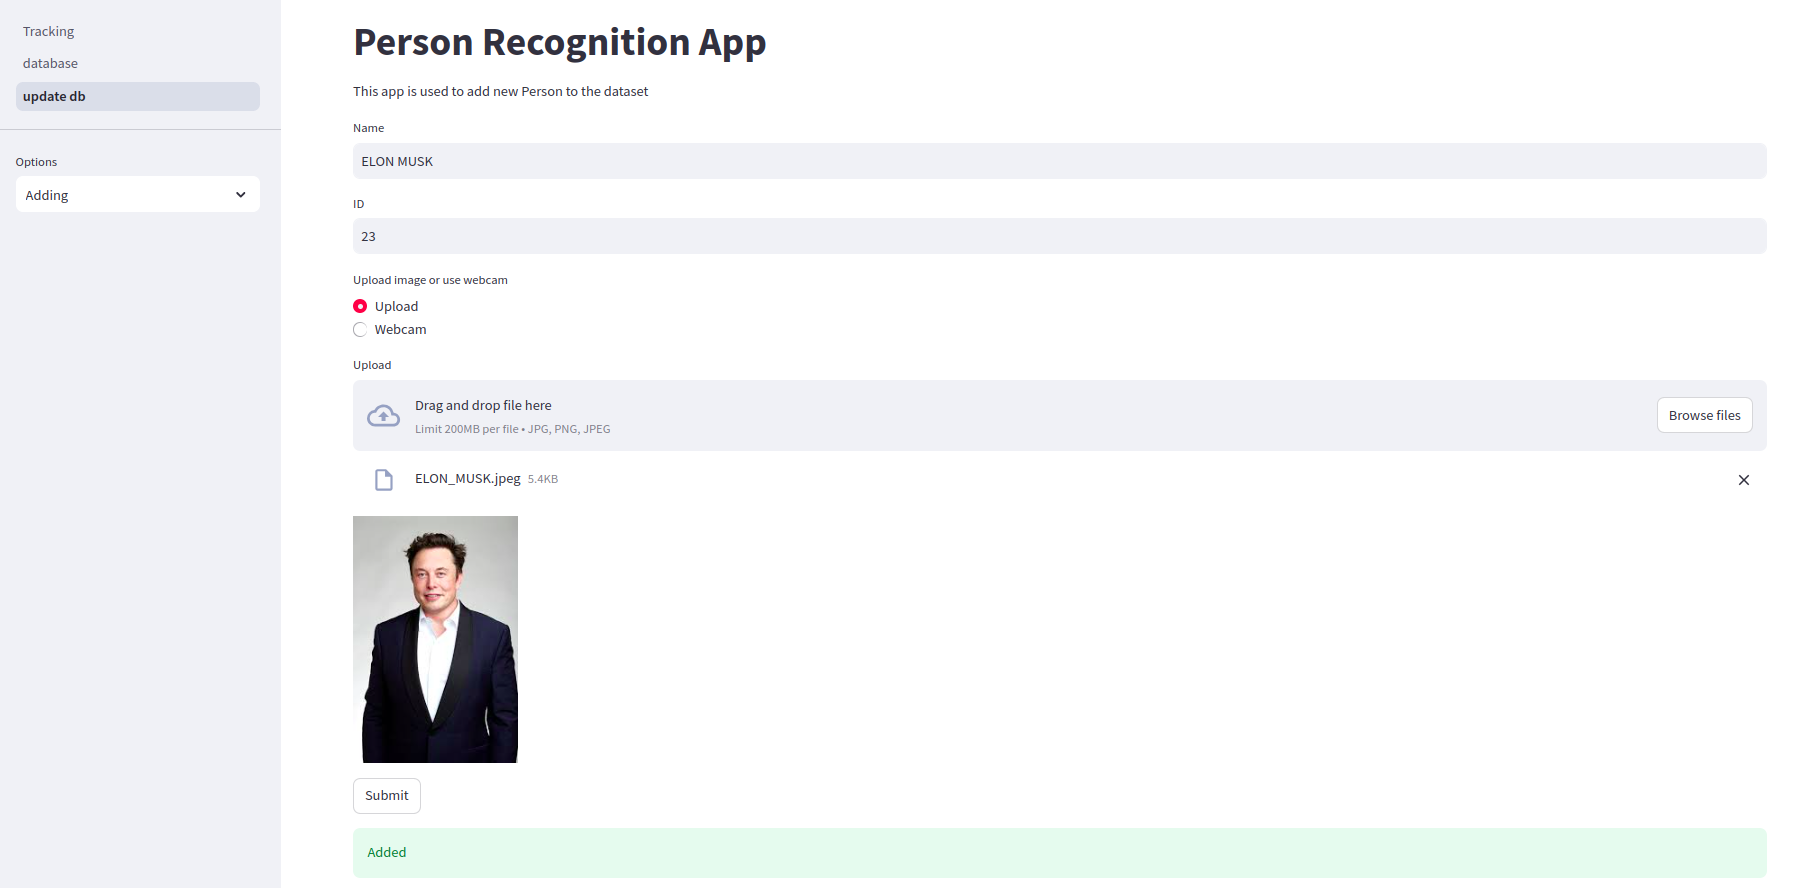 Tracking
database
update db
Options
Adding
Person Recognition App
This app is used to add new Person to the dataset
Name
ELON MUSK
ID
23
Upload image or use webcam
Upload
Webcam
Upload
Drag and drop file here
Limit 200MB per file • JPG, PNG, JPEG
Browse files
ELON_MUSK.jpeg 5.4KB
Submit
Added